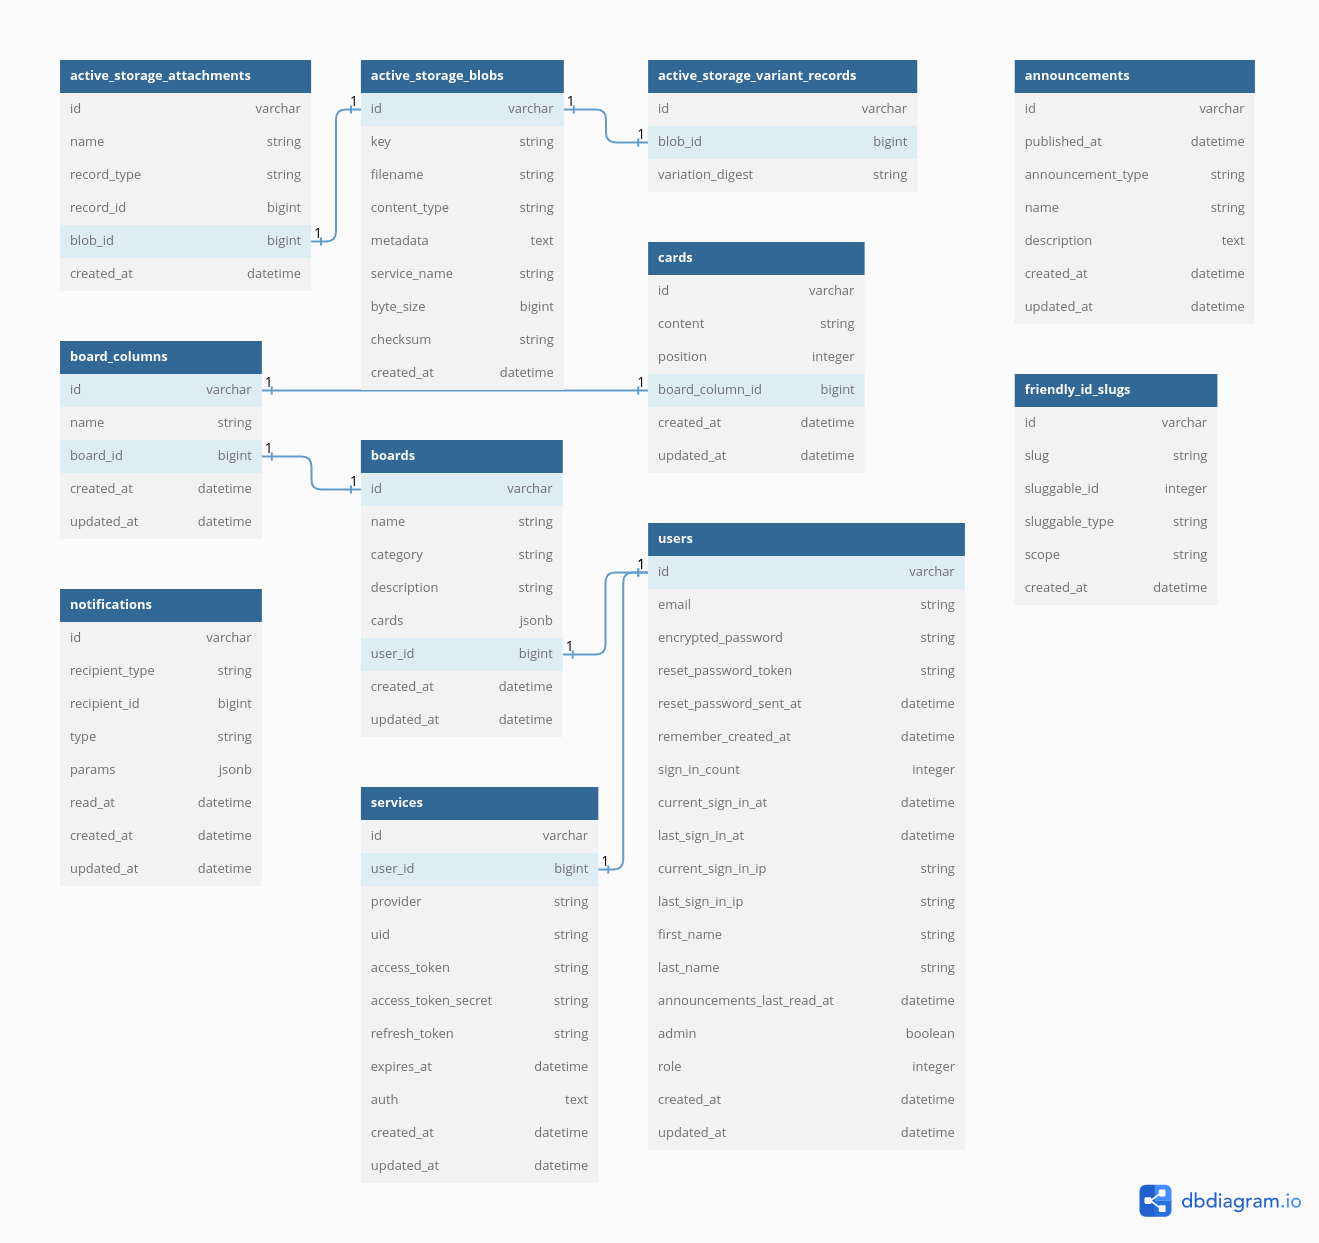 active_storage_attachments
id varchar
name string
record_type string
record_id bigint
blob_id bigint
created_at datetime
1
1
active_storage_blobs
id varchar
key string
filename string
content_type string
metadata text
service_name string
byte_size bigint
checksum string
created_at datetime
1
1
active_storage_variant_records
id varchar
blob_id bigint
variation_digest string
announcements
id varchar
published_at datetime
announcement_type string
name string
description text
created_at datetime
updated_at datetime
cards
id varchar
content string
position integer
board_column_id bigint
created_at datetime
updated_at datetime
1
1
board_columns
id varchar
name string
board_id bigint
created_at datetime
updated_at datetime
1
1
boards
id varchar
name string
category string
description string
cards jsonb
user_id bigint
created_at datetime
updated_at datetime
1
1
friendly_id_slugs
id varchar
slug string
sluggable_id integer
sluggable_type string
scope string
created_at datetime
users
id varchar
email string
encrypted_password string
reset_password_token string
reset_password_sent_at datetime
remember_created_at datetime
sign_in_count integer
current_sign_in_at datetime
last_sign_in_at datetime
current_sign_in_ip string
last_sign_in_ip string
first_name string
last_name string
announcements_last_read_at datetime
admin boolean
role integer
created_at datetime
updated_at datetime
notifications
id varchar
recipient_type string
recipient_id bigint
type string
params jsonb
read_at datetime
created_at datetime
updated_at datetime
services
id varchar
user_id bigint
provider string
uid string
access_token string
access_token_secret string
refresh_token string
expires_at datetime
auth text
created_at datetime
updated_at datetime
1
dbdiagram.io